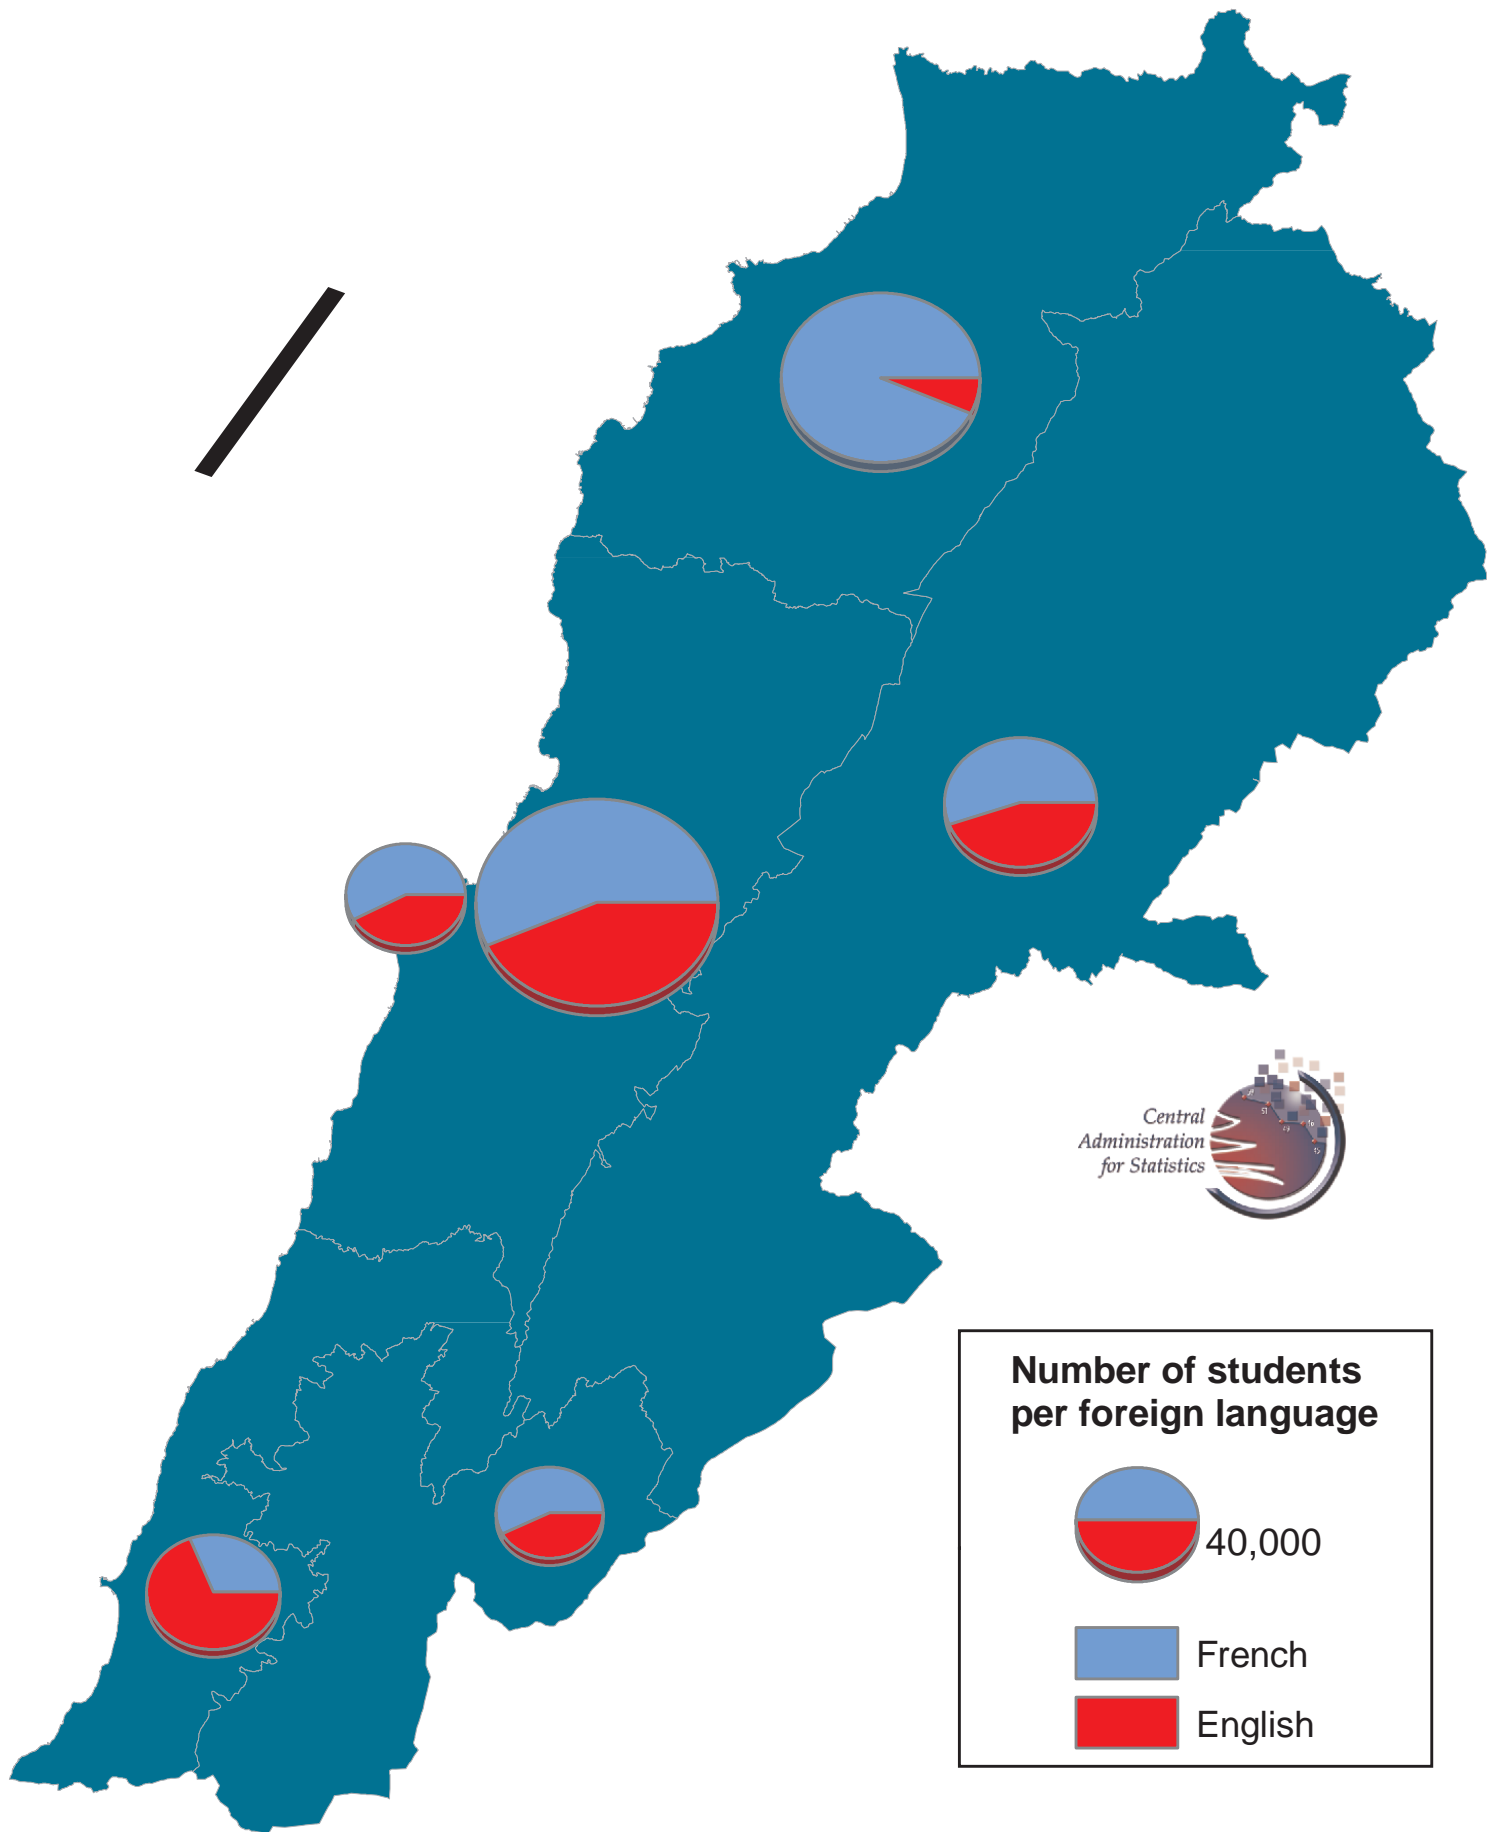 Central
Administration
for Statistics
Number of students
per foreign language
40,000
French
English